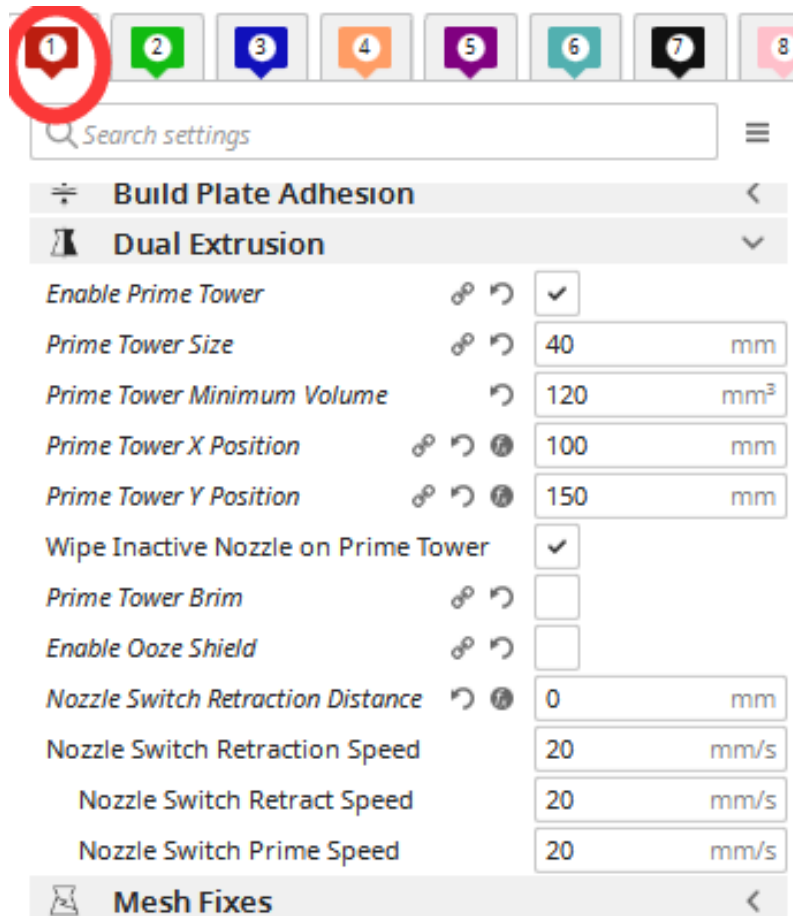 1 2 3 4 5 6 7 8
Search settings
Build Plate Adhesion
Dual Extrusion
Enable Prime Tower
Prime Tower Size 40 mm
Prime Tower Minimum Volume 120 mm³
Prime Tower X Position 100 mm
Prime Tower Y Position 150 mm
Wipe Inactive Nozzle on Prime Tower
Prime Tower Brim
Enable Ooze Shield
Nozzle Switch Retraction Distance 0 mm
Nozzle Switch Retraction Speed 20 mm/s
Nozzle Switch Retract Speed 20 mm/s
Nozzle Switch Prime Speed 20 mm/s
Mesh Fixes